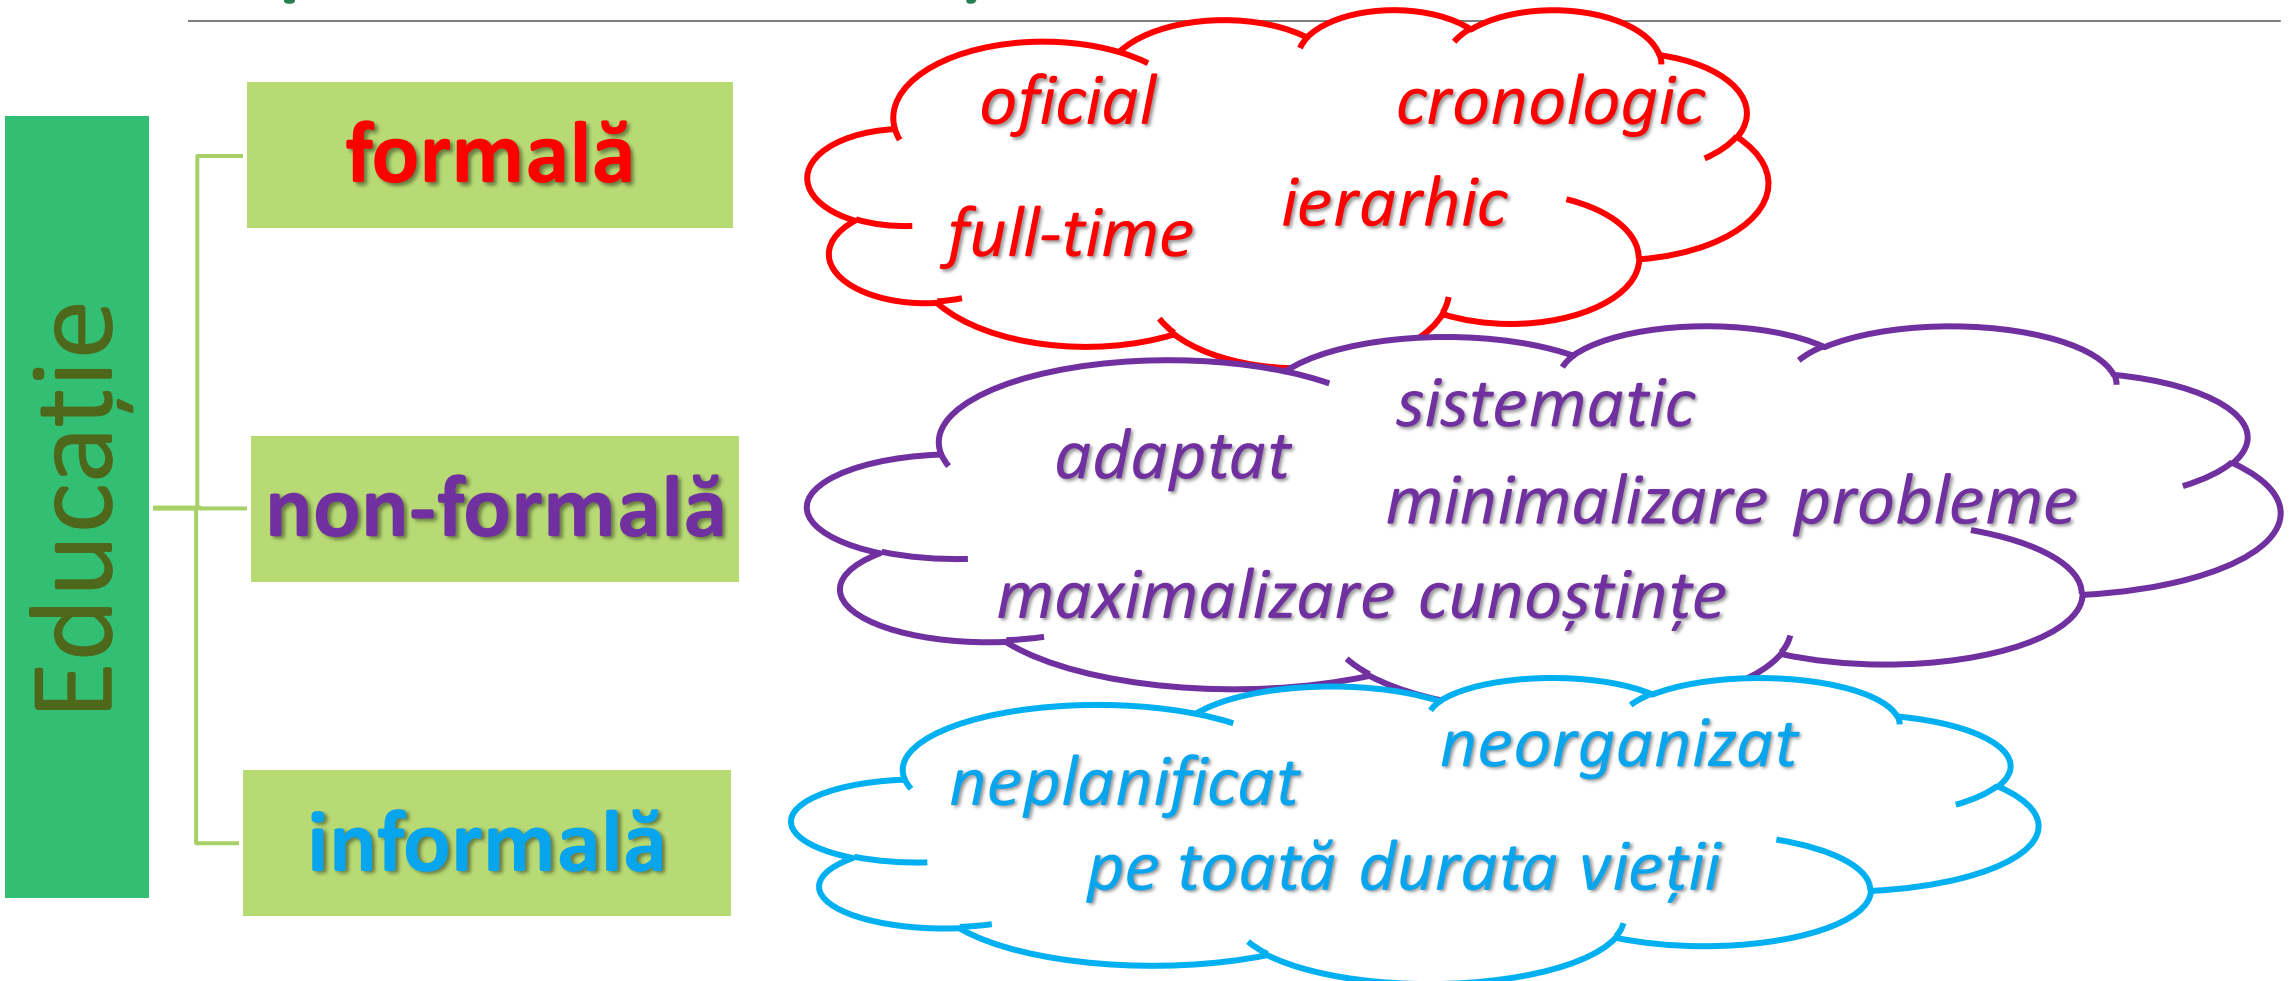 Educație
formală
oficial
cronologic
full-time
ierarhic
non-formală
adaptat
sistematic
minimalizare probleme
maximalizare cunoștințe
informală
neplanificat
neorganizat
pe toată durata vieții